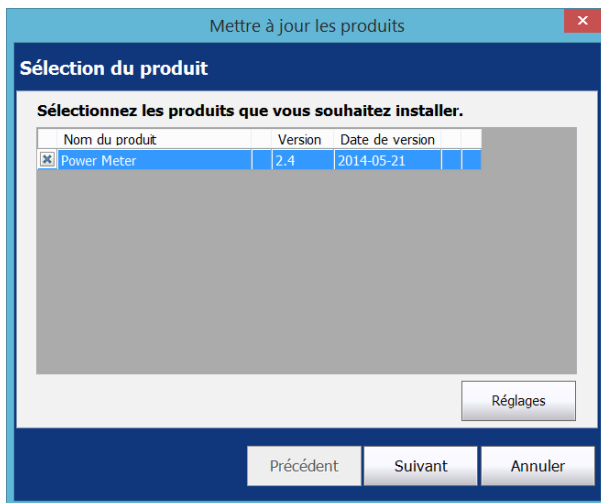 Mettre à jour les produits
Sélection du produit
Sélectionnez les produits que vous souhaitez installer.
Nom du produit Version Date de version
Power Meter 2.4 2014-05-21
Réglages
Précédent Suivant Annuler